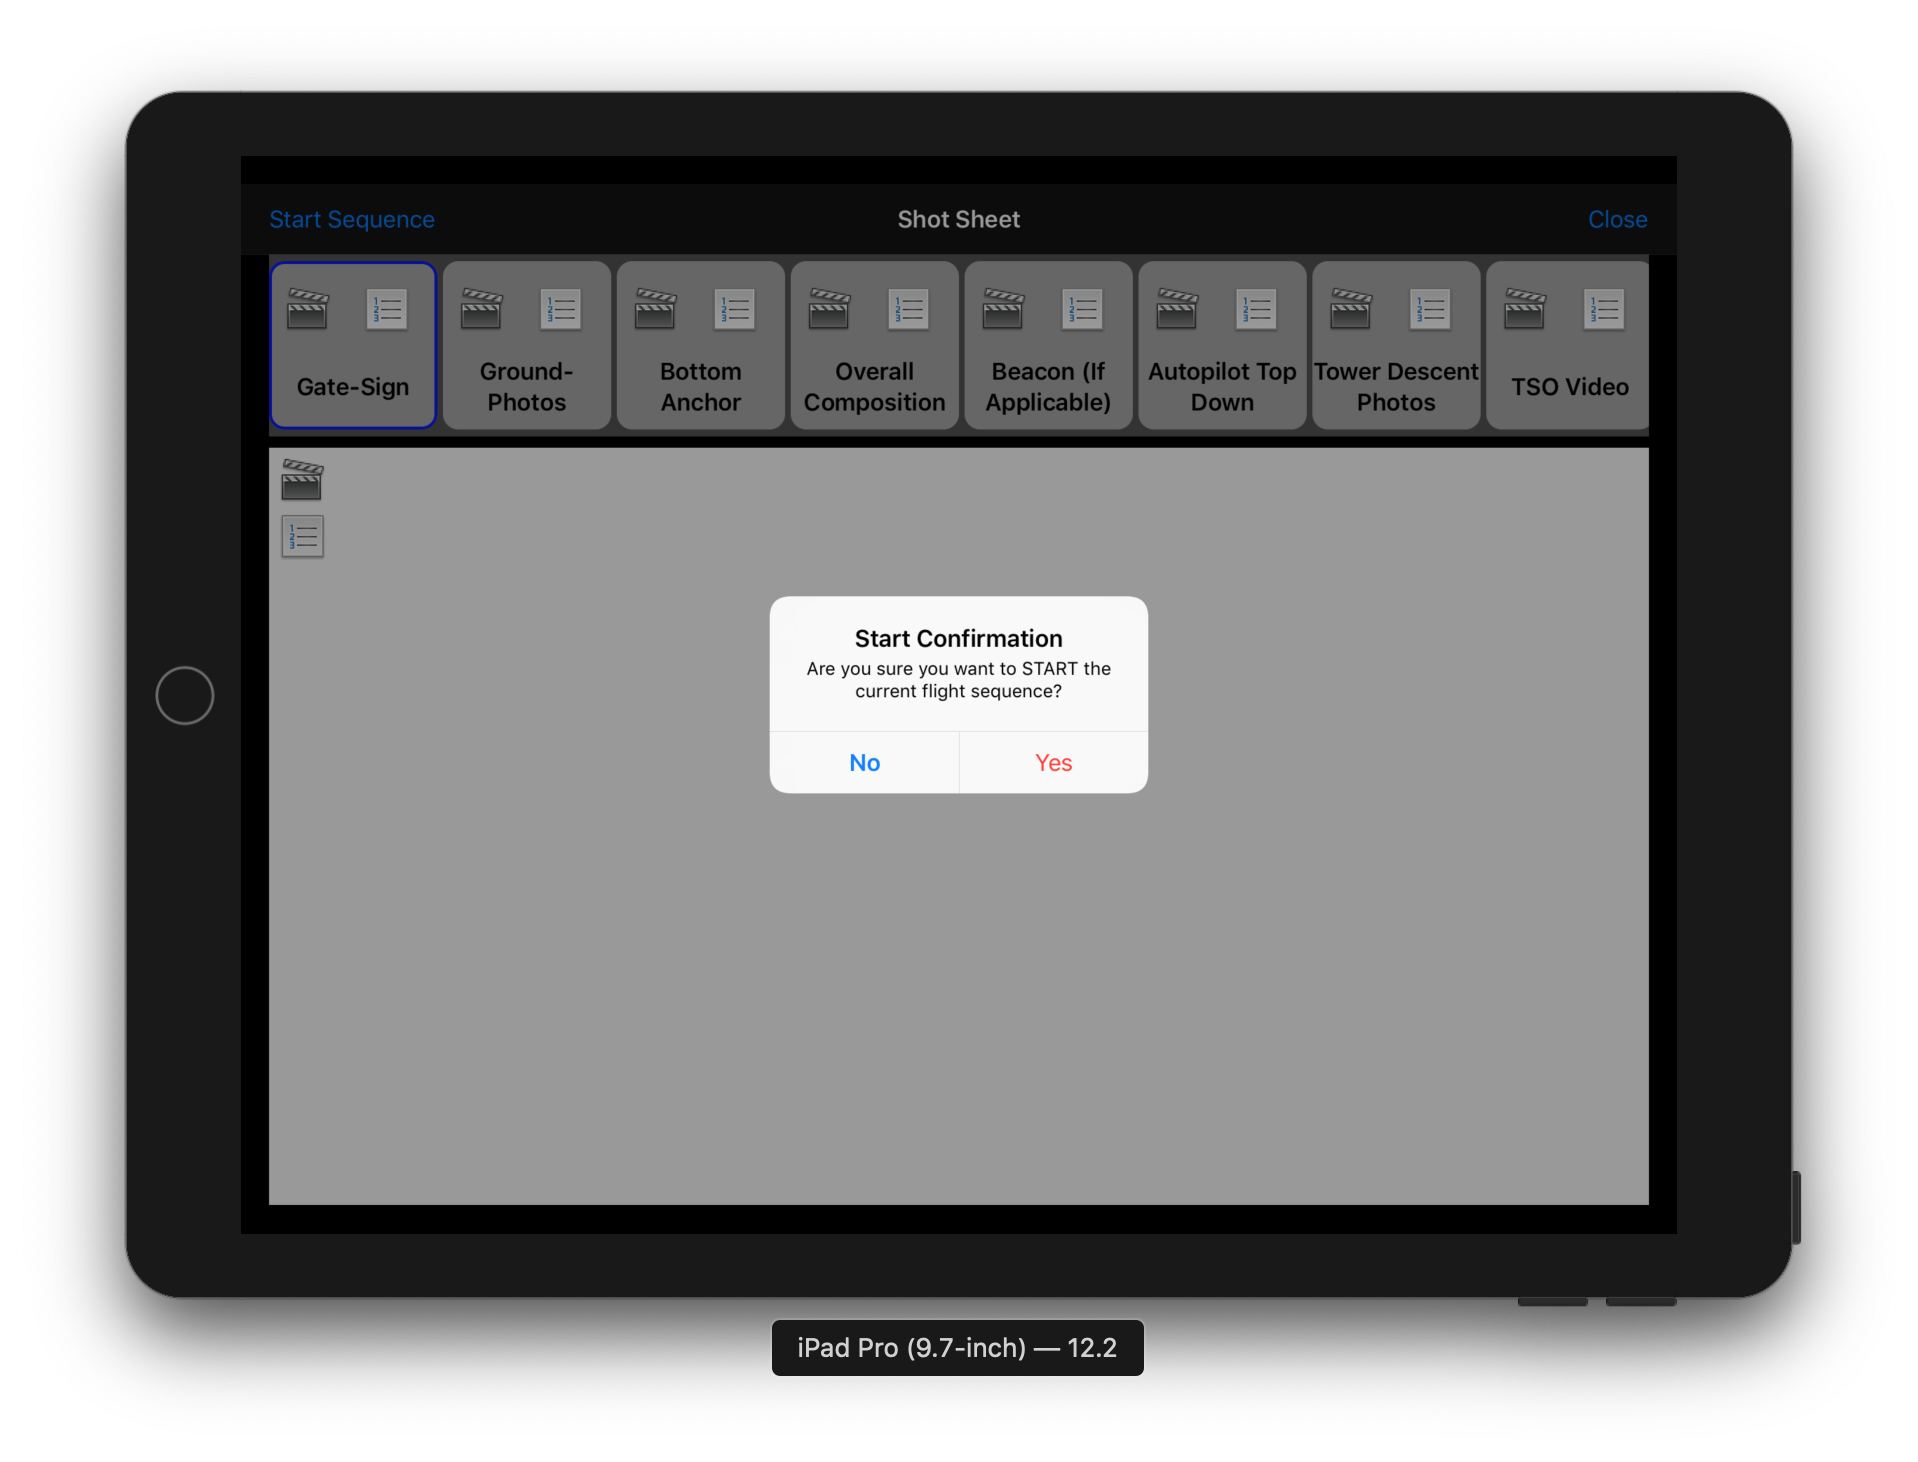 Start Sequence
Shot Sheet
Close
Gate-Sign
Ground-
Photos
Bottom
Anchor
Overall
Composition
Beacon (If
Applicable)
Autopilot Top
Down
Tower Descent
Photos
TSO Video
Start Confirmation
Are you sure you want to START the
current flight sequence?
No
Yes
iPad Pro (9.7-inch) — 12.2